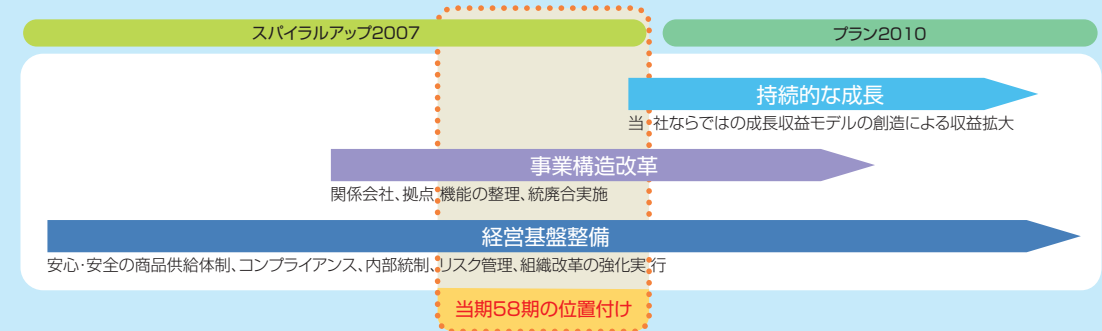 スパイラルアップ2007
プラン2010
持続的な成長
当社ならではの成長収益モデルの創造による収益拡大
事業構造改革
関係会社、拠点機能の整理、統廃合実施
経営基盤整備
安心・安全の商品供給体制、コンプライアンス、内部統制、リスク管理、組織改革の強化実行
当期58期の位置付け